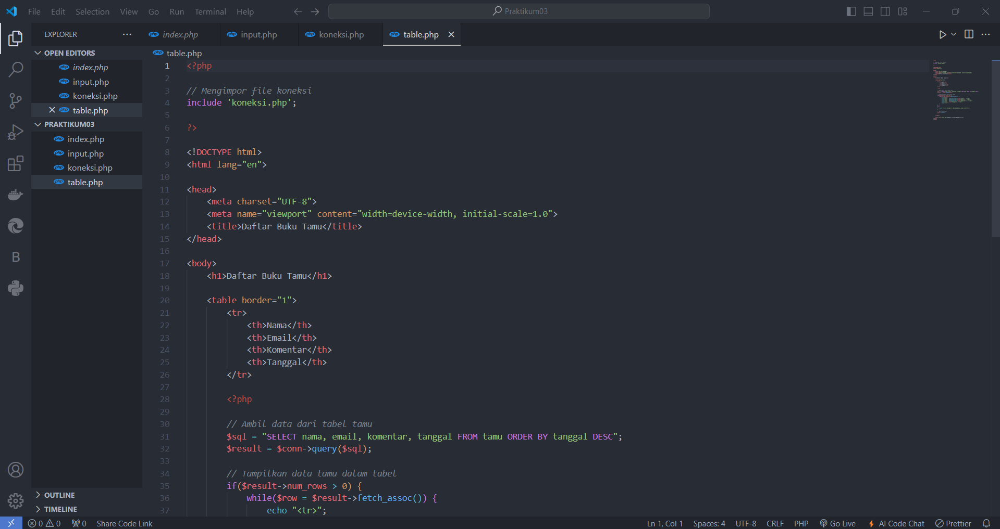 File Edit Selection View Go Run Terminal Help
Praktikum03
EXPLORER
index.php
input.php
koneksi.php
table.php
OPEN EDITORS
index.php
input.php
koneksi.php
table.php
PRAKTIKUM03
index.php
input.php
koneksi.php
table.php
OUTLINE
TIMELINE
table.php
1 <?php
2
3 // Mengimpor file koneksi
4 include 'koneksi.php';
5
6 ?>
7
8 <!DOCTYPE html>
9 <html lang="en">
10
11 <head>
12 <meta charset="UTF-8">
13 <meta name="viewport" content="width=device-width, initial-scale=1.0">
14 <title>Daftar Buku Tamu</title>
15 </head>
16
17 <body>
18 <h1>Daftar Buku Tamu</h1>
19
20 <table border="1">
21 <tr>
22 <th>Nama</th>
23 <th>Email</th>
24 <th>Komentar</th>
25 <th>Tanggal</th>
26 </tr>
27
28 <?php
29
30 // Ambil data dari tabel tamu
31 $sql = "SELECT nama, email, komentar, tanggal FROM tamu ORDER BY tanggal DESC";
32 $result = $conn->query($sql);
33
34 // Tampilkan data tamu dalam tabel
35 if($result->num_rows > 0) {
36 while($row = $result->fetch_assoc()) {
37 echo "<tr>";
B
0 0 0 Share Code Link
Ln 1, Col 1 Spaces: 4 UTF-8 CRLF PHP Go Live AI Code Chat Prettier